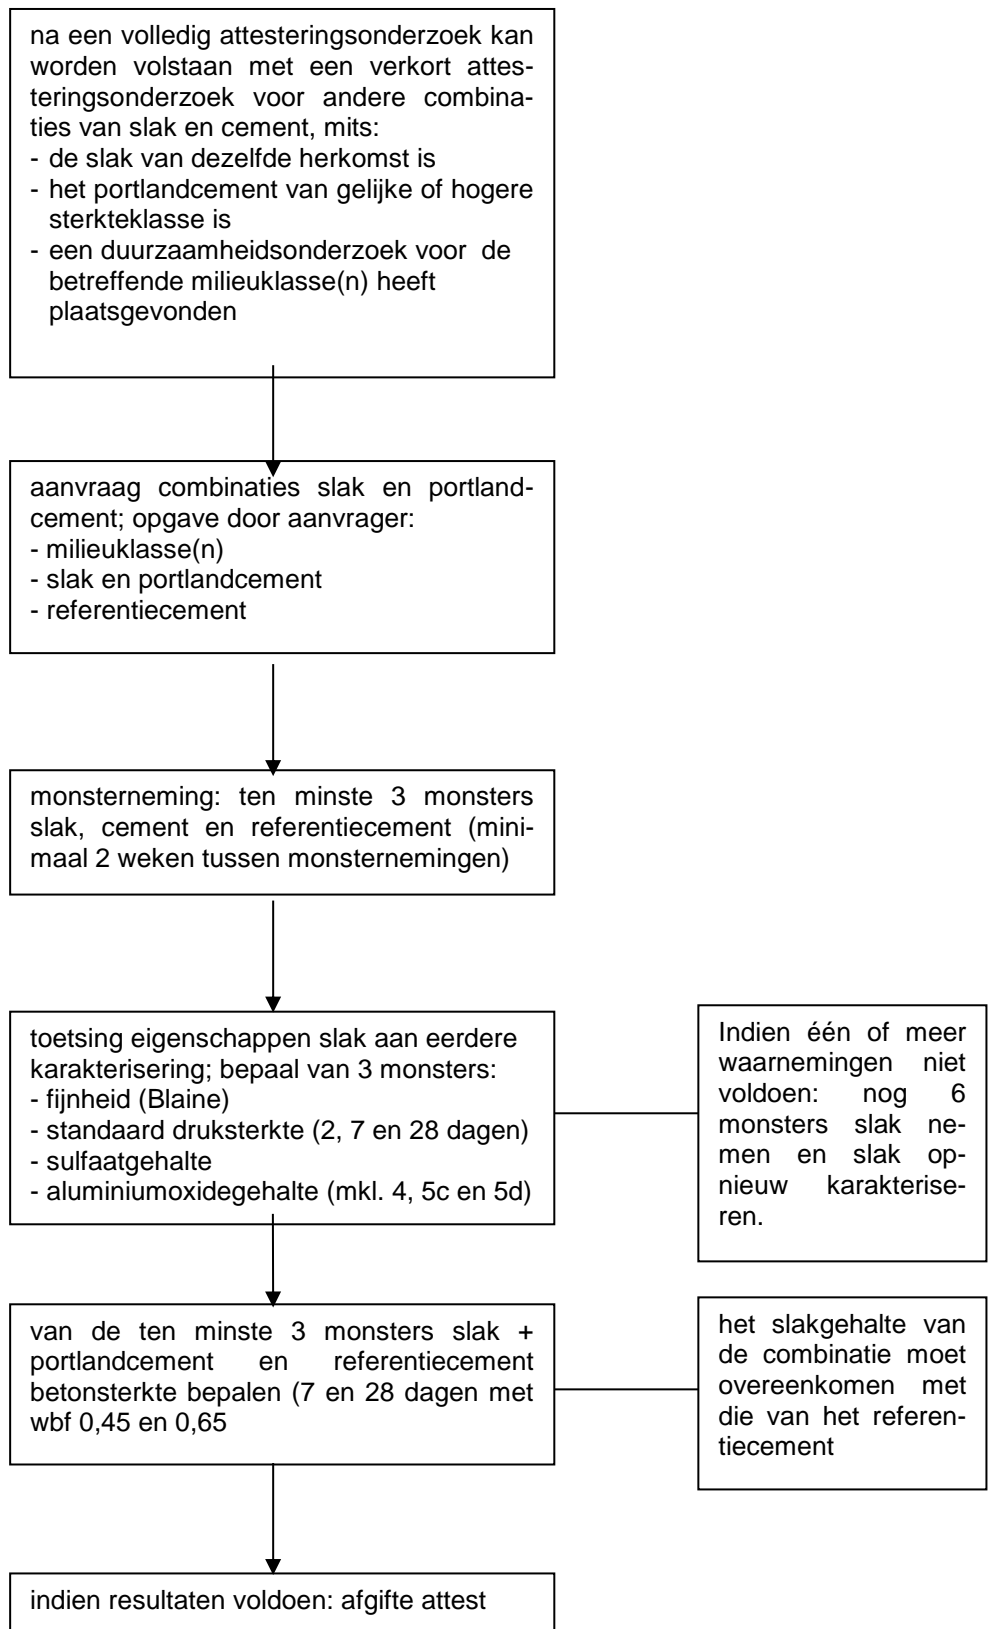 na een volledig attesteringsonderzoek kan
worden volstaan met een verkort attes-
teringsonderzoek voor andere combina-
ties van slak en cement, mits:
- de slak van dezelfde herkomst is
- het portlandcement van gelijke of hogere
sterkteklasse is
- een duurzaamheidsonderzoek voor de
betreffende milieuklasse(n) heeft
plaatsgevonden
aanvraag combinaties slak en portland-
cement; opgave door aanvrager:
- milieuklasse(n)
- slak en portlandcement
- referentiecement
monsterneming: ten minste 3 monsters
slak, cement en referentiecement (mini-
maal 2 weken tussen monsternemingen)
toetsing eigenschappen slak aan eerdere
karakterisering; bepaal van 3 monsters:
- fijnheid (Blaine)
- standaard druksterkte (2, 7 en 28 dagen)
- sulfaatgehalte
- aluminiumoxidegehalte (mkl. 4, 5c en 5d)
Indien één of meer
waarnemingen niet
voldoen: nog 6
monsters slak ne-
men en slak op-
nieuw karakterise-
ren.
van de ten minste 3 monsters slak +
portlandcement en referentiecement
betonsterkte bepalen (7 en 28 dagen met
wbf 0,45 en 0,65
het slakgehalte van
de combinatie moet
overeenkomen met
die van het referen-
tiecement
indien resultaten voldoen: afgifte attest